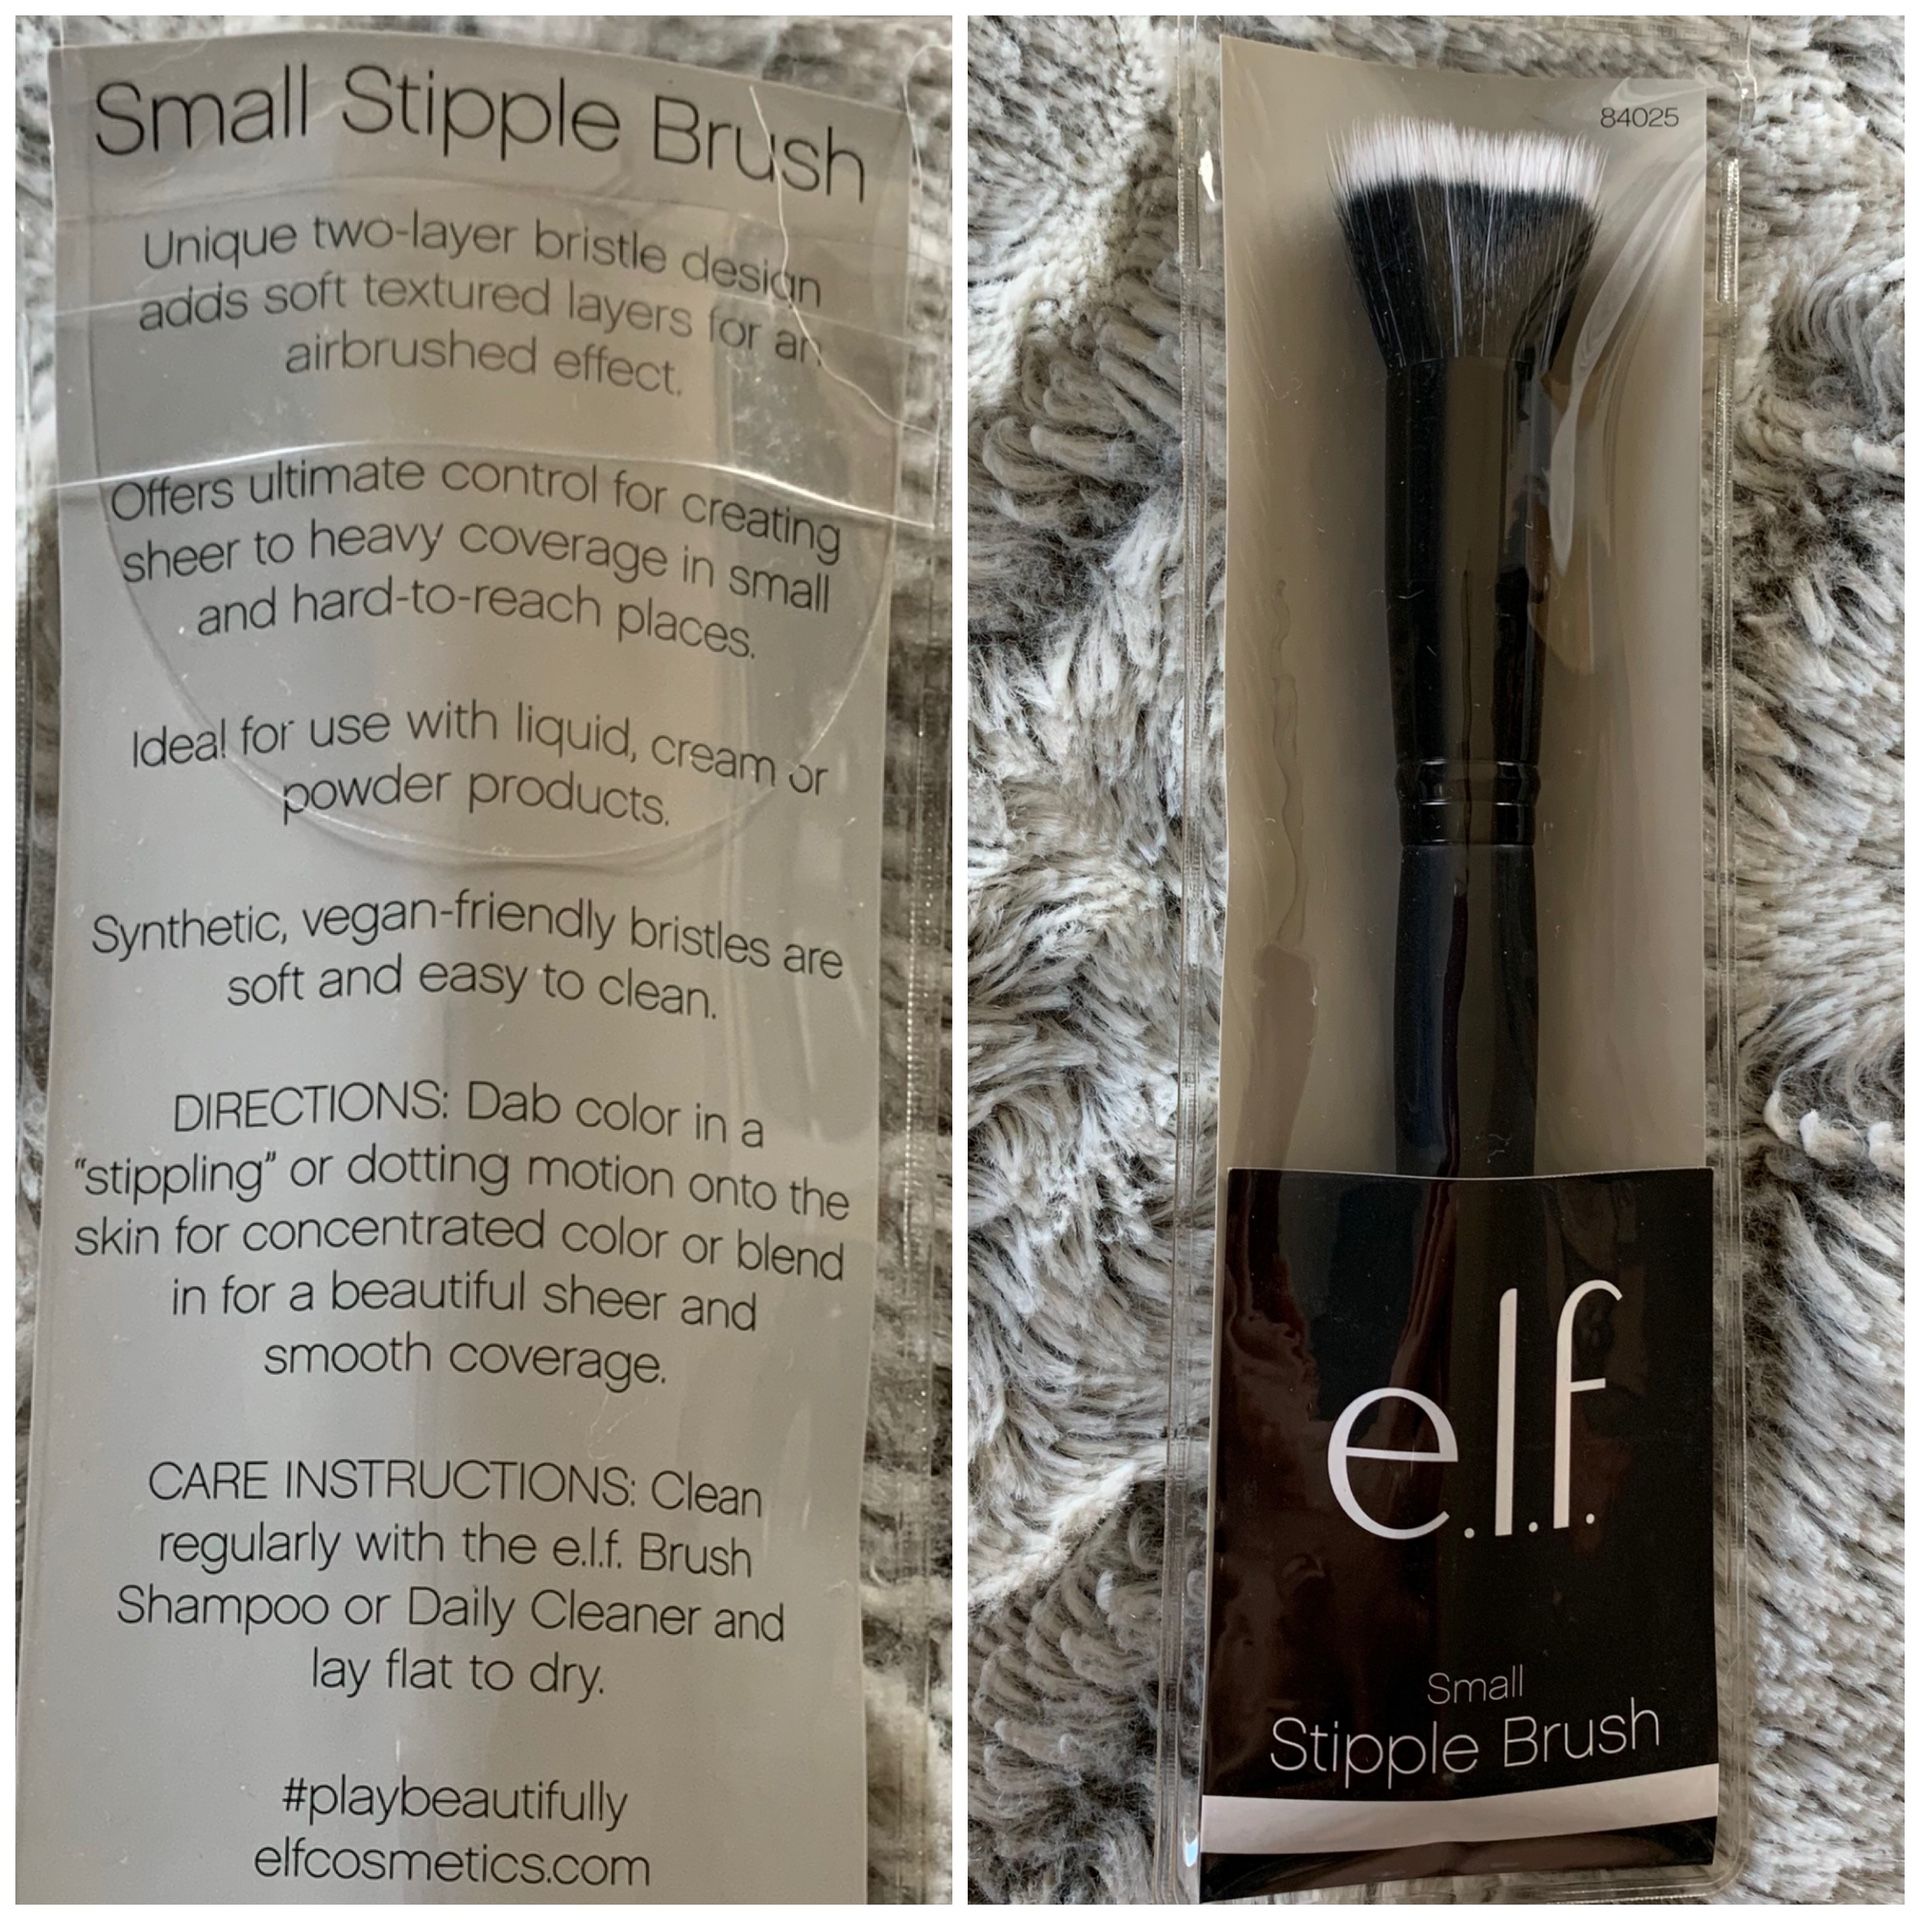 Small Stipple Brush
Unique two-layer bristle design
adds soft textured layers for an
airbrushed effect.
Offers ultimate control for creating
sheer to heavy coverage in small
and hard-to-reach places.
Ideal for use with liquid, cream or
powder products.
Synthetic, vegan-friendly bristles are
soft and easy to clean.
DIRECTIONS: Dab color in a
“stippling” or dotting motion onto the
skin for concentrated color or blend
in for a beautiful sheer and
smooth coverage.
CARE INSTRUCTIONS: Clean
regularly with the e.l.f. Brush
Shampoo or Daily Cleaner and
lay flat to dry.
#playbeautifully
elfcosmetics.com
84025
e.l.f.
Small
Stipple Brush